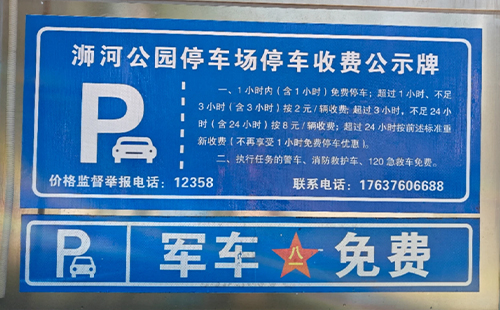 浉河公园停车场停车收费公示牌
P
一、1小时内（含1小时）免费停车；超过1小时、不足
3小时（含3小时）按2元/辆收费；超过3小时，不足24小
时（含24小时）按8元/辆收费；超过24小时按前述标准重
新收费（不再享受1小时免费停车优惠）。
二、执行任务的警车、消防救护车、120急救车免费。
价格监督举报电话：12358 联系电话：17637606688
P 军车 八一 免费